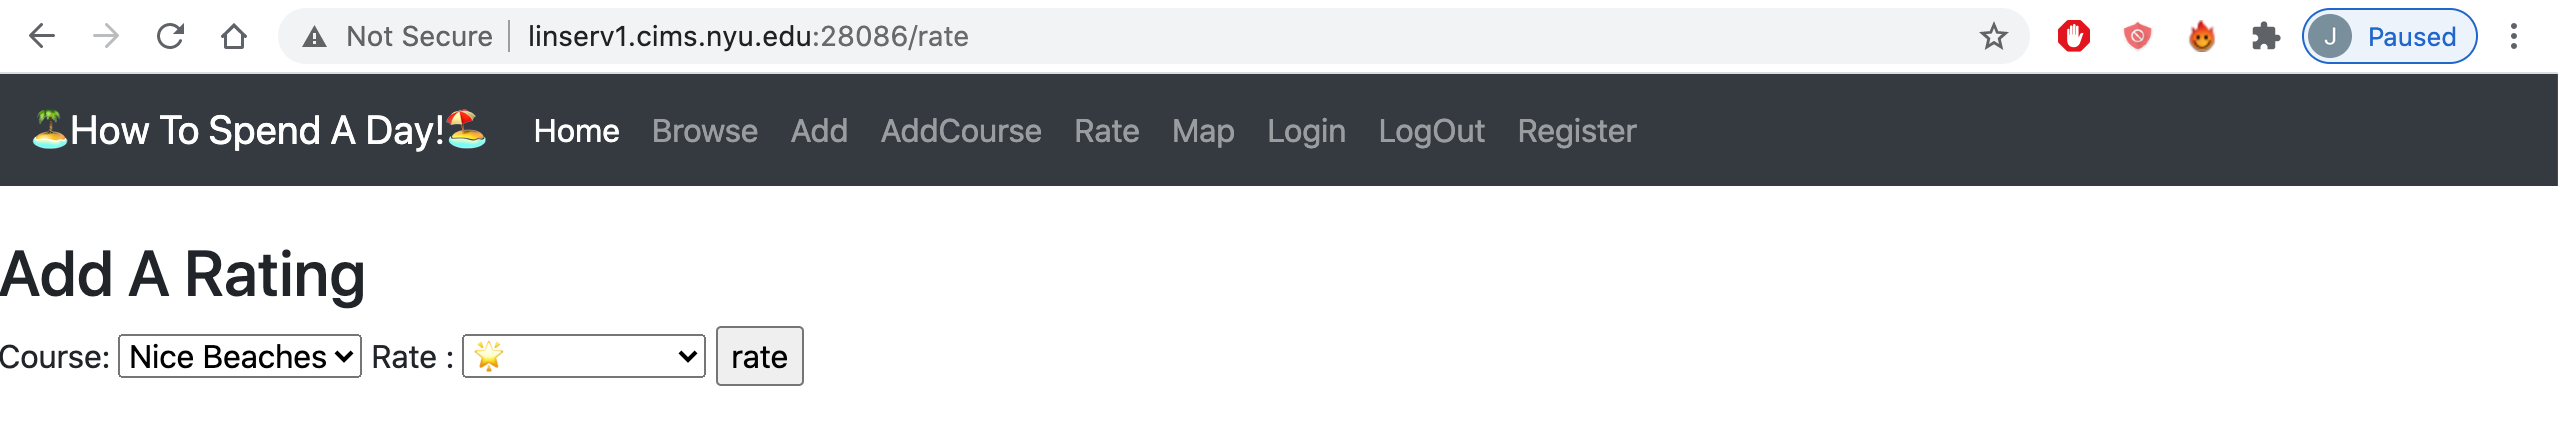 Not Secure linserv1.cims.nyu.edu:28086/rate J Paused
🏝️How To Spend A Day!🏖️ Home Browse Add AddCourse Rate Map Login LogOut Register
Add A Rating
Course: Nice Beaches Rate : 🌟 rate